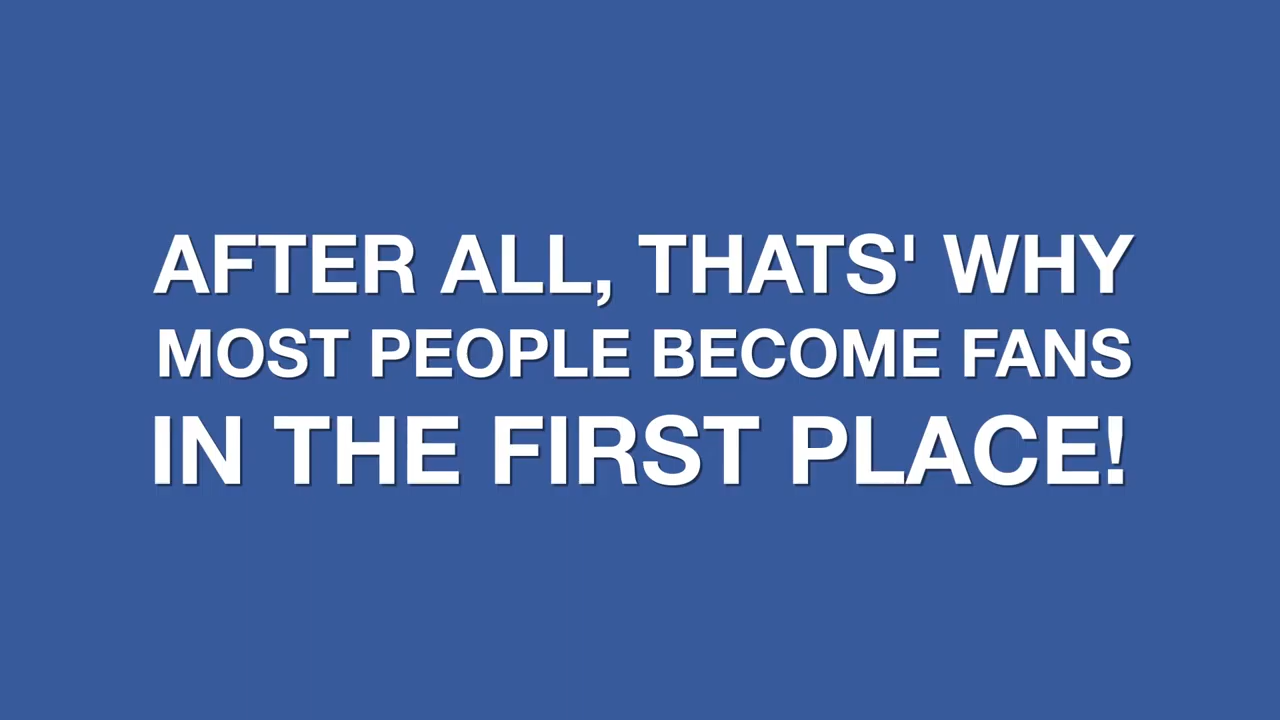 AFTER ALL, THATS' WHY
MOST PEOPLE BECOME FANS
IN THE FIRST PLACE!